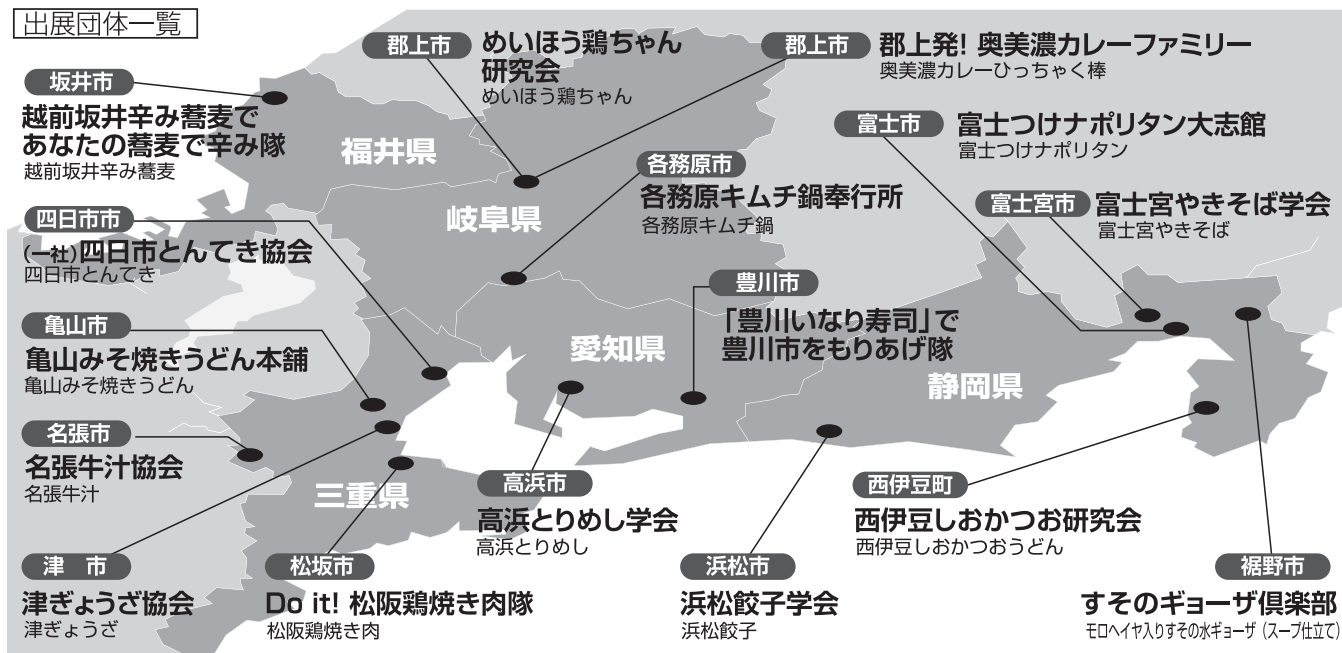 出展団体一覧
坂井市
越前坂井辛み蕎麦で
あなたの蕎麦で辛み隊
越前坂井辛み蕎麦
郡上市
めいほう鶏ちゃん
研究会
めいほう鶏ちゃん
郡上市
郡上発! 奥美濃カレーファミリー
奥美濃カレーひっちゃく棒
富士市
富士つけナポリタン大志館
富士つけナポリタン
富士宮市
富士宮やきそば学会
富士宮やきそば
各務原市
各務原キムチ鍋奉行所
各務原キムチ鍋
四日市市
(一社)四日市とんてき協会
四日市とんてき
豊川市
「豊川いなり寿司」で
豊川市をもりあげ隊
亀山市
亀山みそ焼きうどん本舗
亀山みそ焼きうどん
名張市
名張牛汁協会
名張牛汁
福井県
岐阜県
愛知県
静岡県
三重県
高浜市
高浜とりめし学会
高浜とりめし
西伊豆町
西伊豆しおかつお研究会
西伊豆しおかつおうどん
津 市
津ぎょうざ協会
津ぎょうざ
松坂市
Do it! 松阪鶏焼き肉隊
松阪鶏焼き肉
浜松市
浜松餃子学会
浜松餃子
裾野市
すそのギョーザ倶楽部
モロヘイヤ入りすその水ギョーザ (スープ仕立て)